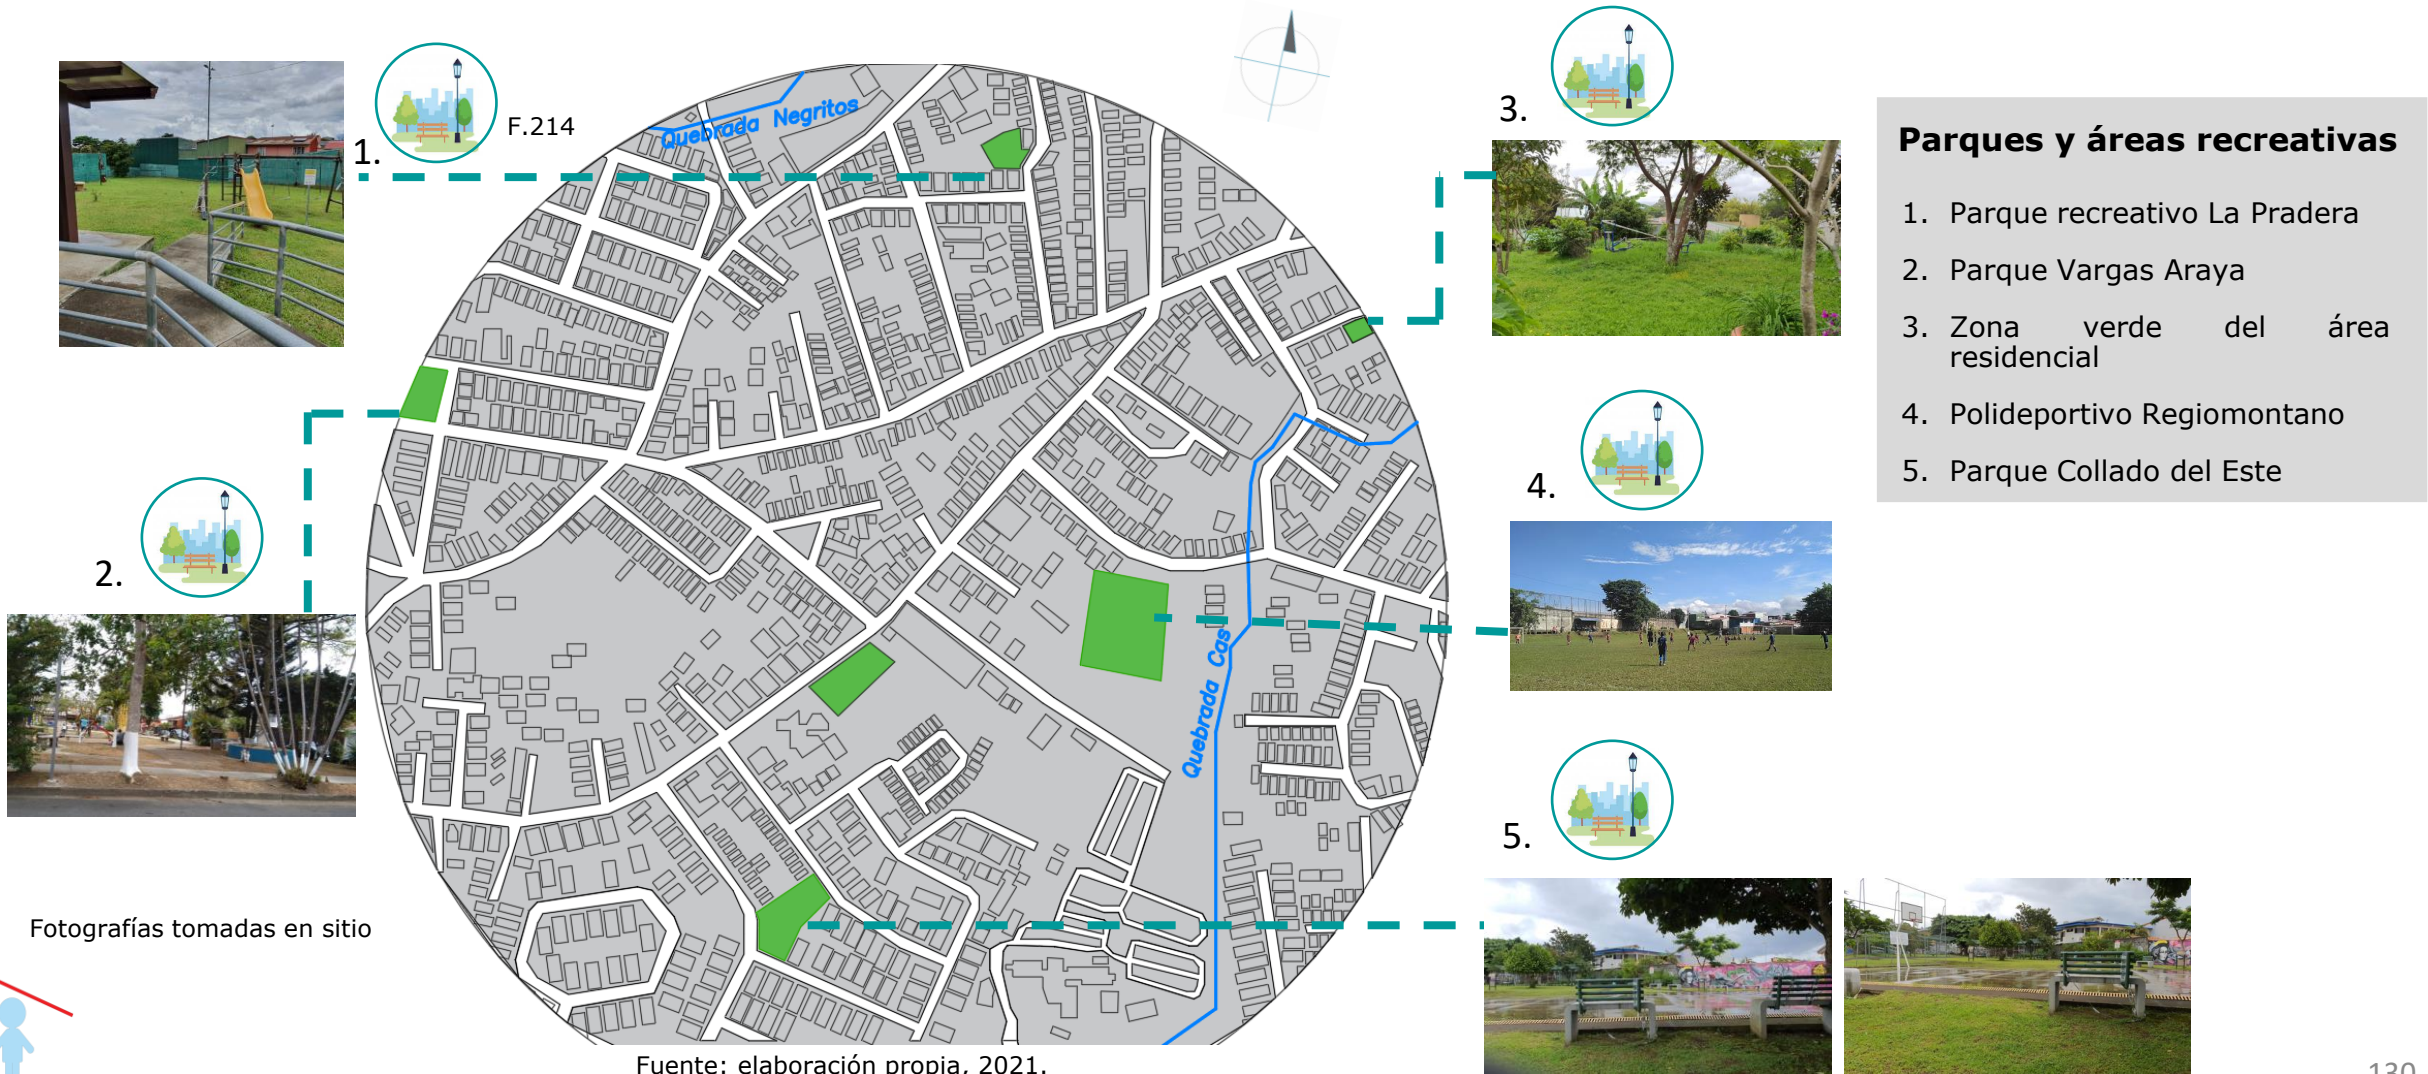 1.
F.214
Quebrada Negritos
3.
Parques y áreas recreativas
1. Parque recreativo La Pradera
2. Parque Vargas Araya
3. Zona verde del área
residencial
4. Polideportivo Regiomontano
5. Parque Collado del Este
4.
2.
Quebrada Cas
5.
Fotografías tomadas en sitio
Fuente: elaboración propia, 2021.
130